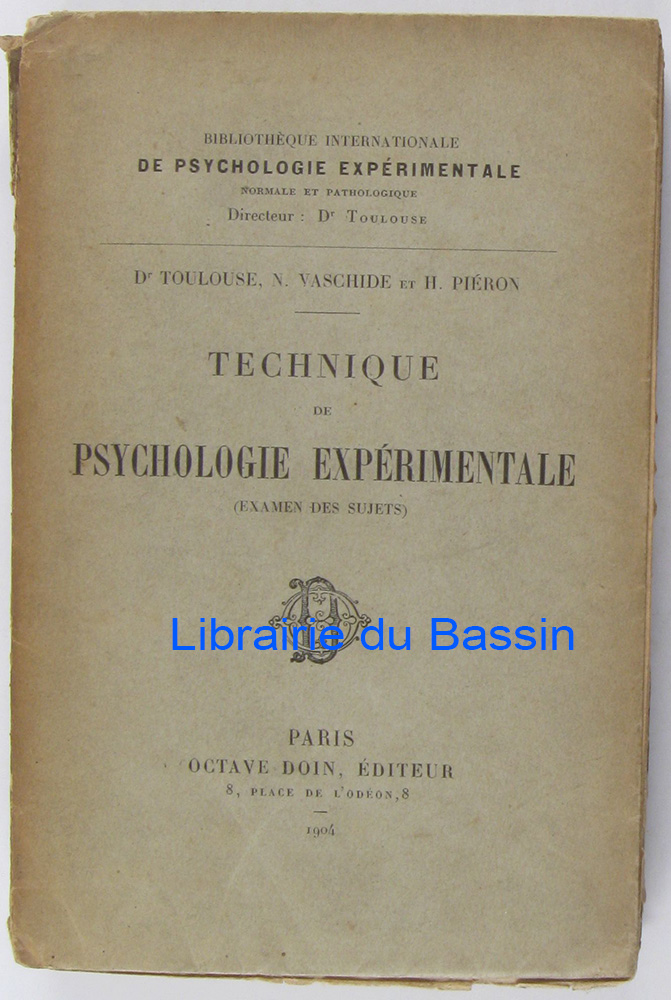 BIBLIOTHÈQUE INTERNATIONALE
DE PSYCHOLOGIE EXPÉRIMENTALE
NORMALE ET PATHOLOGIQUE
Directeur : Dr TOULOUSE
Dr TOULOUSE, N. VASCHIDE ET H. PIÉRON
TECHNIQUE
DE
PSYCHOLOGIE EXPÉRIMENTALE
(EXAMEN DES SUJETS)
Librairie du Bassin
PARIS
OCTAVE DOIN, ÉDITEUR
8, PLACE DE L'ODÉON, 8
1904